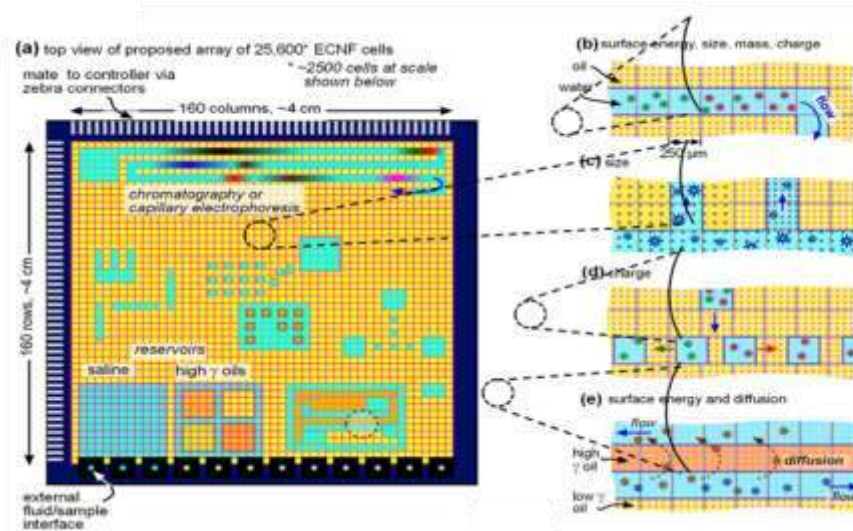 (a) top view of proposed array of 25,600* ECNF cells
* ~2500 cells at scale
shown below
mate to controller via
zebra connectors
160 columns, ~4 cm
160 rows, ~4 cm
chromatography or
capillary electrophoresis
reservoirs
saline
high γ oils
external
fluid/sample
interface
(b) surface energy, size, mass, charge
oil
water
flow
250 µm
(c) size
(d) charge
(e) surface energy and diffusion
flow
high
γ oil
diffusion
low γ
oil
flow